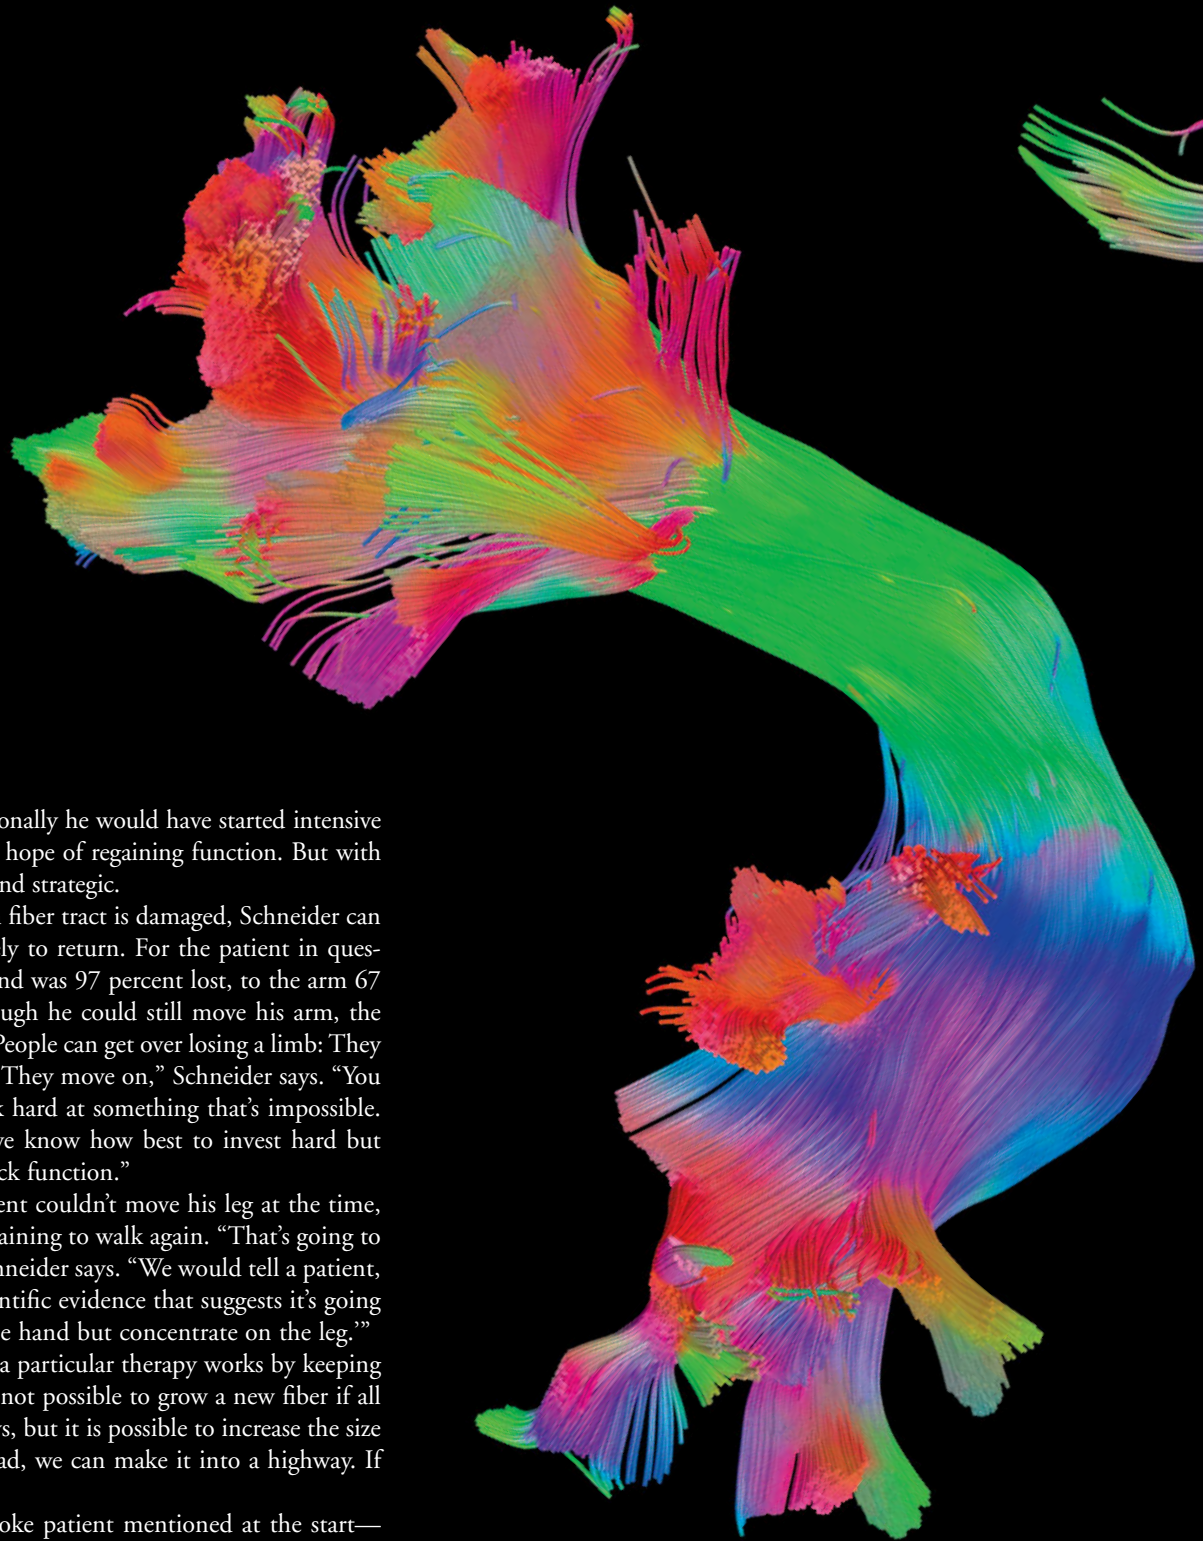 onally he would have started intensive
hope of regaining function. But with
nd strategic.
fiber tract is damaged, Schneider can
ly to return. For the patient in ques-
nd was 97 percent lost, to the arm 67
ugh he could still move his arm, the
People can get over losing a limb: They
They move on,” Schneider says. “You
k hard at something that’s impossible.
ve know how best to invest hard but
ck function.”
ent couldn’t move his leg at the time,
aining to walk again. “That’s going to
hneider says. “We would tell a patient,
ntific evidence that suggests it’s going
e hand but concentrate on the leg.’”
a particular therapy works by keeping
not possible to grow a new fiber if all
s, but it is possible to increase the size
ad, we can make it into a highway. If
oke patient mentioned at the start—